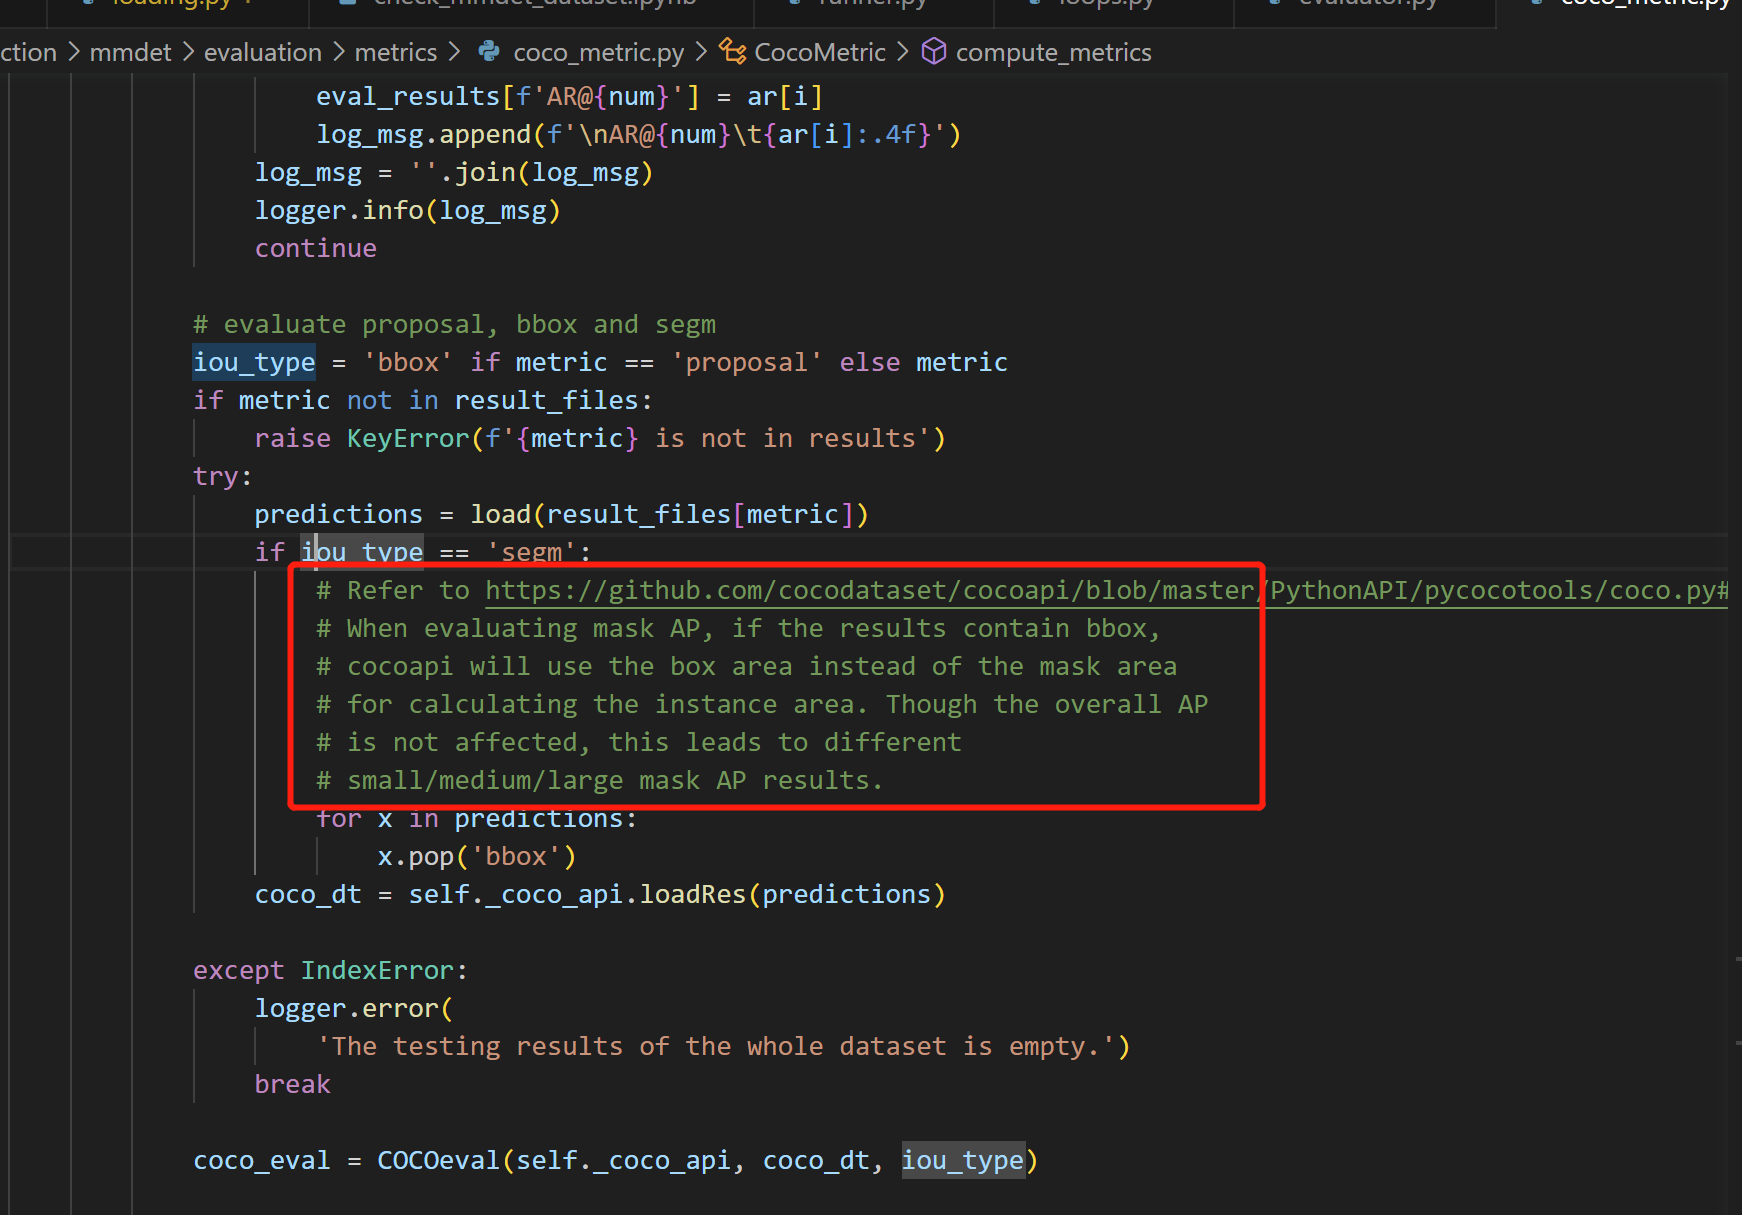 loading.py check_mmdet_dataset.ipynb runner.py loops.py evaluator.py coco_metric.py
ction > mmdet > evaluation > metrics > coco_metric.py > CocoMetric > compute_metrics
eval_results[f'AR@{num}'] = ar[i]
log_msg.append(f'\nAR@{num}\t{ar[i]:.4f}')
log_msg = ''.join(log_msg)
logger.info(log_msg)
continue
# evaluate proposal, bbox and segm
iou_type = 'bbox' if metric == 'proposal' else metric
if metric not in result_files:
raise KeyError(f'{metric} is not in results')
try:
predictions = load(result_files[metric])
if iou_type == 'segm':
# Refer to https://github.com/cocodataset/cocoapi/blob/master/PythonAPI/pycocotools/coco.py#
# When evaluating mask AP, if the results contain bbox,
# cocoapi will use the box area instead of the mask area
# for calculating the instance area. Though the overall AP
# is not affected, this leads to different
# small/medium/large mask AP results.
for x in predictions:
x.pop('bbox')
coco_dt = self._coco_api.loadRes(predictions)
except IndexError:
logger.error(
'The testing results of the whole dataset is empty.')
break
coco_eval = COCOeval(self._coco_api, coco_dt, iou_type)